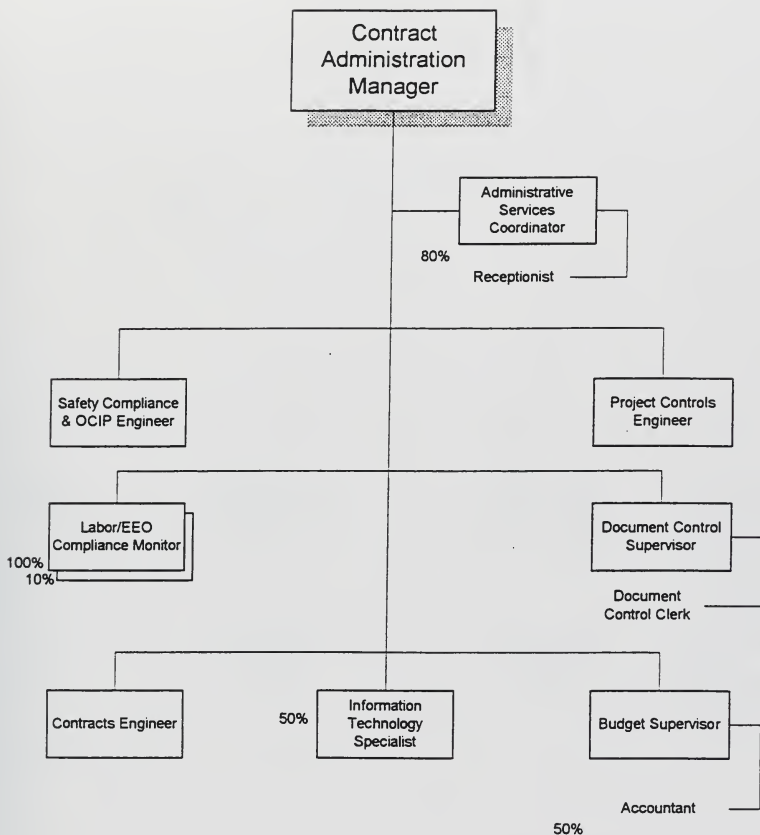 Contract
Administration
Manager
Administrative
Services
Coordinator
80%
Receptionist
Safety Compliance
& OCIP Engineer
Project Controls
Engineer
Labor/EEO
Compliance Monitor
100%
10%
Document Control
Supervisor
Document
Control Clerk
Contracts Engineer
50%
Information
Technology
Specialist
Budget Supervisor
Accountant
50%